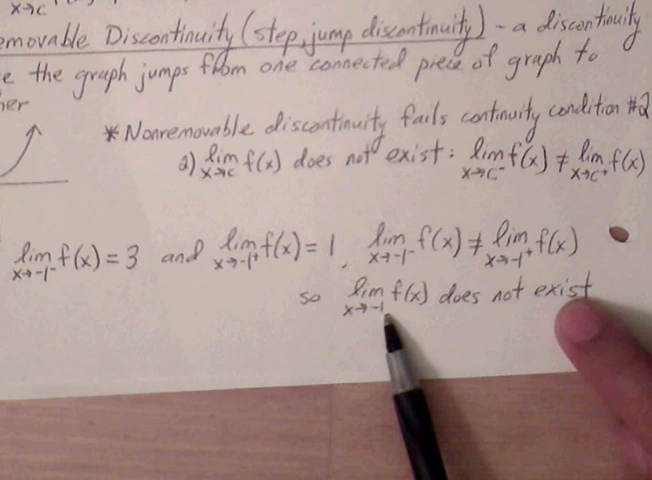 x→c
emovable Discontinuity (step, jump discontinuity) - a discontinuity
e the graph jumps from one connected piece of graph to
her
*Nonremovable discontinuity fails continuity condition #2
a) lim x→c f(x) does not exist: lim x→c⁻ f(x) ≠ lim x→c⁺ f(x)
lim x→-1⁻ f(x) = 3 and lim x→-1⁺ f(x) = 1, lim x→-1⁻ f(x) ≠ lim x→-1⁺ f(x)
so lim x→-1 f(x) does not exist